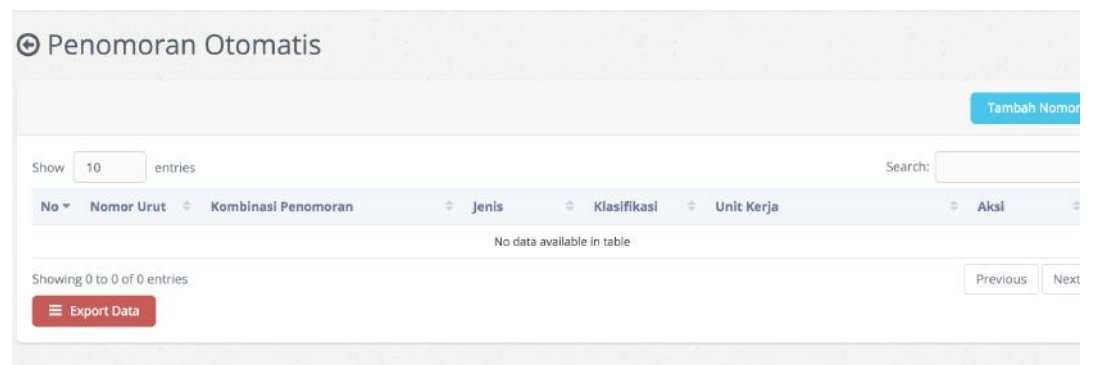 Penomoran Otomatis
Tambah Nomor
Show 10 entries Search:
No Nomor Urut Kombinasi Penomoran Jenis Klasifikasi Unit Kerja Aksi
No data available in table
Showing 0 to 0 of 0 entries Previous Next
Export Data